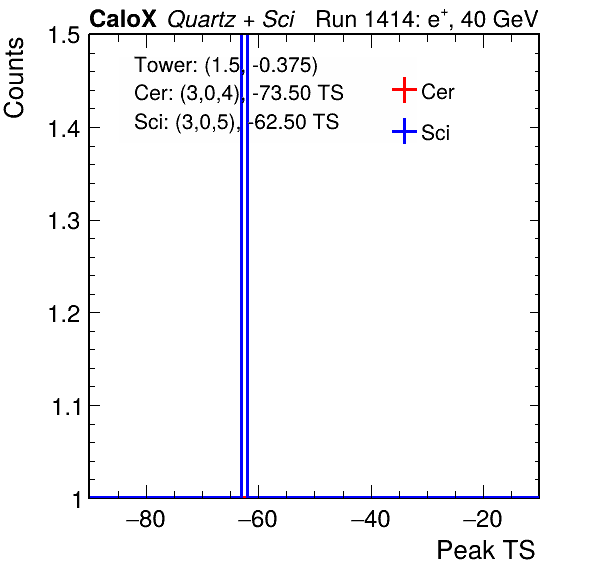 CaloX Quartz + Sci Run 1414: e+, 40 GeV
Counts
1.5
1.4
1.3
1.2
1.1
1
Tower: (1.5, -0.375)
Cer: (3,0,4), -73.50 TS
Sci: (3,0,5), -62.50 TS
Cer
Sci
−80 −60 −40 −20
Peak TS